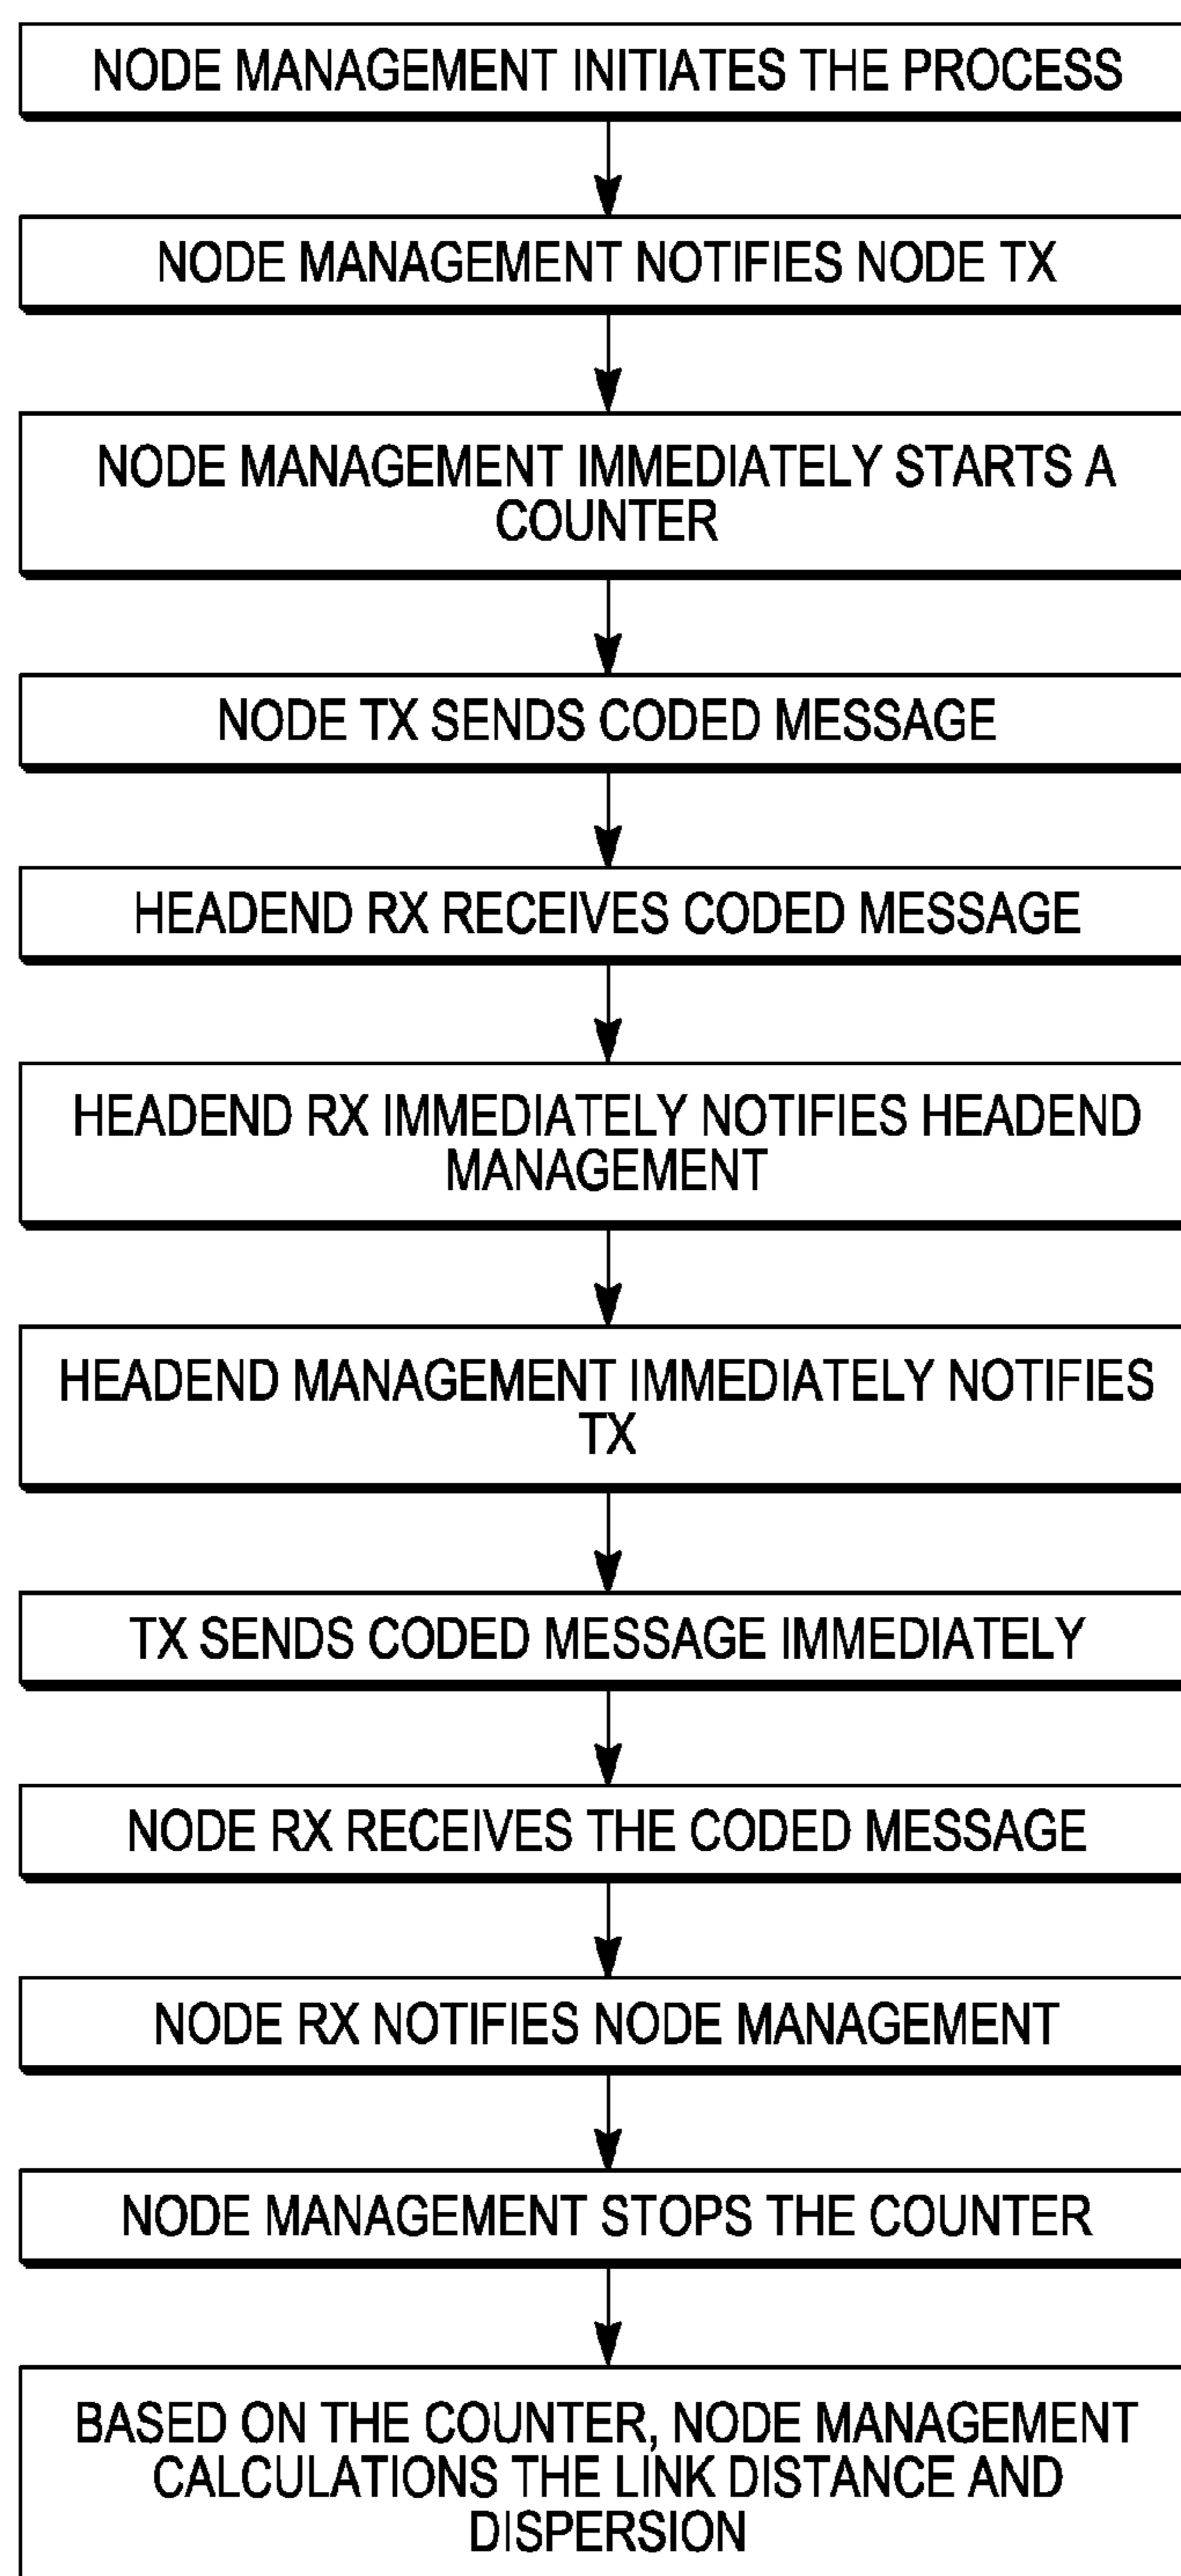 NODE MANAGEMENT INITIATES THE PROCESS
NODE MANAGEMENT NOTIFIES NODE TX
NODE MANAGEMENT IMMEDIATELY STARTS A
COUNTER
NODE TX SENDS CODED MESSAGE
HEADEND RX RECEIVES CODED MESSAGE
HEADEND RX IMMEDIATELY NOTIFIES HEADEND
MANAGEMENT
HEADEND MANAGEMENT IMMEDIATELY NOTIFIES
TX
TX SENDS CODED MESSAGE IMMEDIATELY
NODE RX RECEIVES THE CODED MESSAGE
NODE RX NOTIFIES NODE MANAGEMENT
NODE MANAGEMENT STOPS THE COUNTER
BASED ON THE COUNTER, NODE MANAGEMENT
CALCULATIONS THE LINK DISTANCE AND
DISPERSION